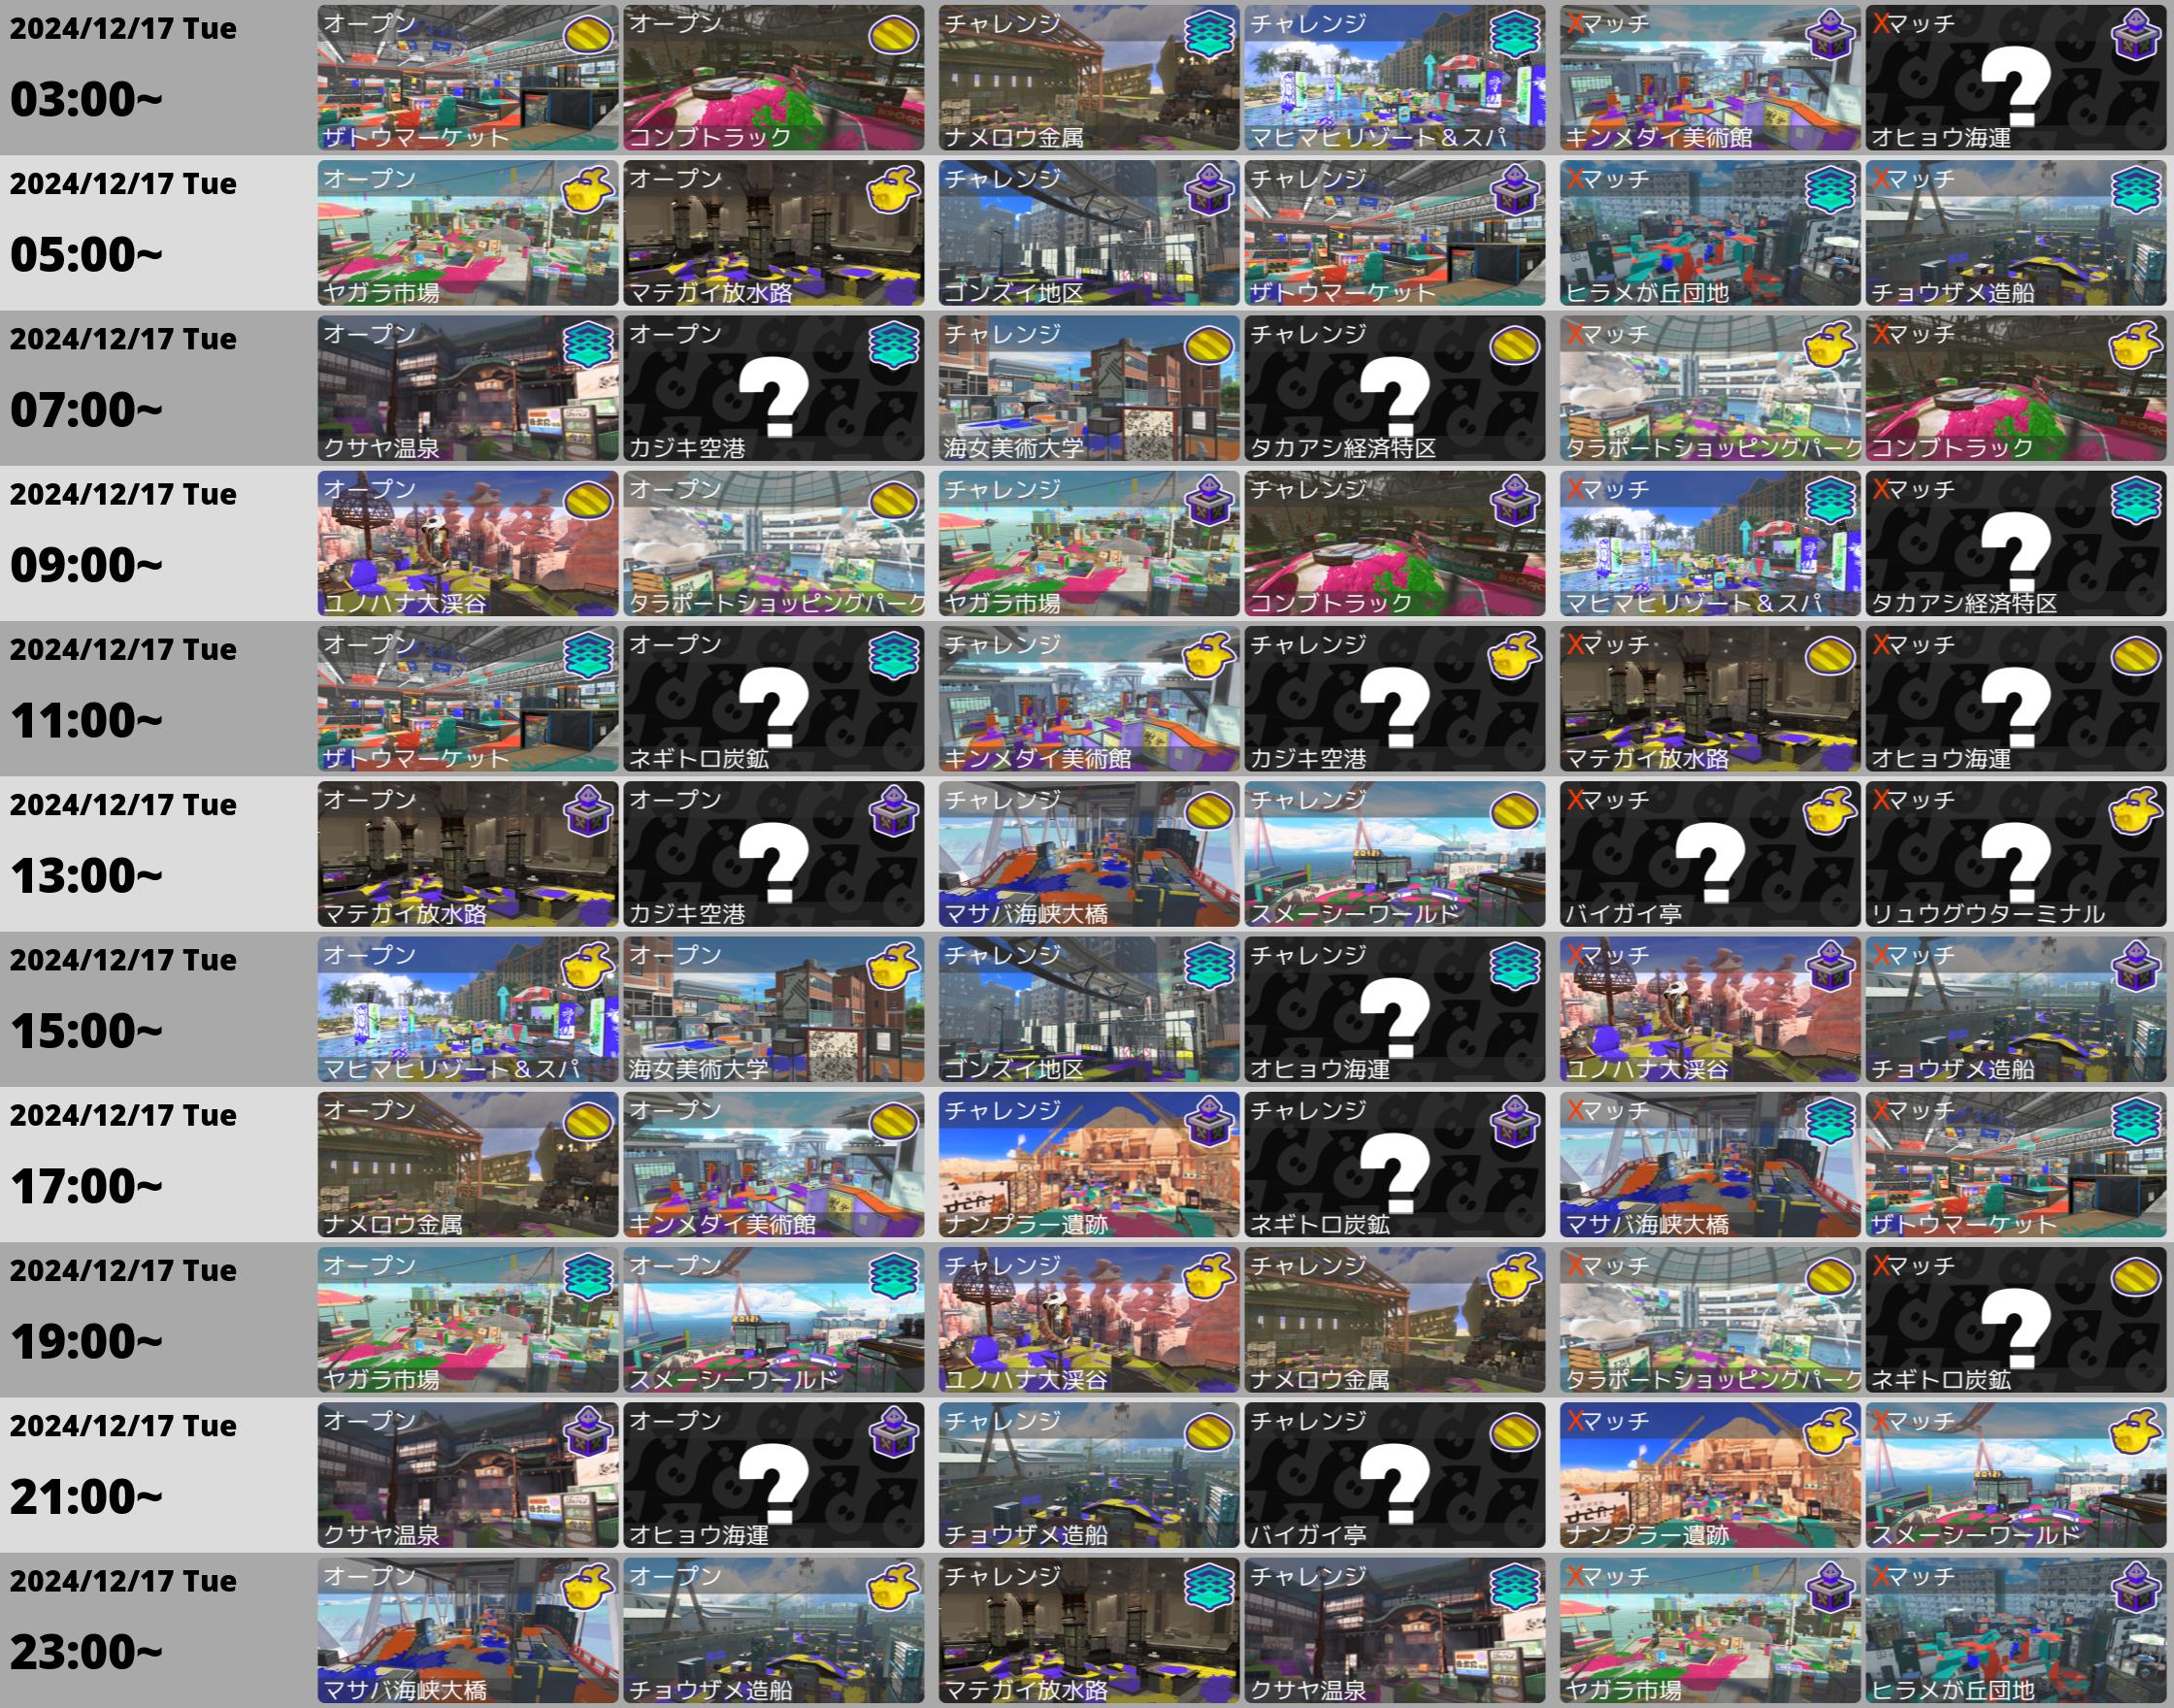 2024/12/17 Tue
03:00~
オープン
ザトウマーケット
オープン
コンブトラック
チャレンジ
ナメロウ金属
チャレンジ
マヒマヒリゾート＆スパ
Xマッチ
キンメダイ美術館
Xマッチ
オヒョウ海運
2024/12/17 Tue
05:00~
オープン
ヤガラ市場
オープン
マテガイ放水路
チャレンジ
ゴンズイ地区
チャレンジ
ザトウマーケット
Xマッチ
ヒラメが丘団地
Xマッチ
チョウザメ造船
2024/12/17 Tue
07:00~
オープン
クサヤ温泉
オープン
カジキ空港
チャレンジ
海女美術大学
チャレンジ
タカアシ経済特区
Xマッチ
タラポートショッピングパーク
Xマッチ
コンブトラック
2024/12/17 Tue
09:00~
オープン
ユノハナ大渓谷
オープン
タラポートショッピングパーク
チャレンジ
ヤガラ市場
チャレンジ
コンブトラック
Xマッチ
マヒマヒリゾート＆スパ
Xマッチ
タカアシ経済特区
2024/12/17 Tue
11:00~
オープン
ザトウマーケット
オープン
ネギトロ炭鉱
チャレンジ
キンメダイ美術館
チャレンジ
カジキ空港
Xマッチ
マテガイ放水路
Xマッチ
オヒョウ海運
2024/12/17 Tue
13:00~
オープン
マテガイ放水路
オープン
カジキ空港
チャレンジ
マサバ海峡大橋
チャレンジ
スメーシーワールド
Xマッチ
バイガイ亭
Xマッチ
リュウグウターミナル
2024/12/17 Tue
15:00~
オープン
マヒマヒリゾート＆スパ
オープン
海女美術大学
チャレンジ
ゴンズイ地区
チャレンジ
オヒョウ海運
Xマッチ
ユノハナ大渓谷
Xマッチ
チョウザメ造船
2024/12/17 Tue
17:00~
オープン
ナメロウ金属
オープン
キンメダイ美術館
チャレンジ
ナンプラー遺跡
チャレンジ
ネギトロ炭鉱
Xマッチ
マサバ海峡大橋
Xマッチ
ザトウマーケット
2024/12/17 Tue
19:00~
オープン
ヤガラ市場
オープン
スメーシーワールド
チャレンジ
ユノハナ大渓谷
チャレンジ
ナメロウ金属
Xマッチ
タラポートショッピングパーク
Xマッチ
ネギトロ炭鉱
2024/12/17 Tue
21:00~
オープン
クサヤ温泉
オープン
オヒョウ海運
チャレンジ
チョウザメ造船
チャレンジ
バイガイ亭
Xマッチ
ナンプラー遺跡
Xマッチ
スメーシーワールド
2024/12/17 Tue
23:00~
オープン
マサバ海峡大橋
オープン
チョウザメ造船
チャレンジ
マテガイ放水路
チャレンジ
クサヤ温泉
Xマッチ
ヤガラ市場
Xマッチ
ヒラメが丘団地